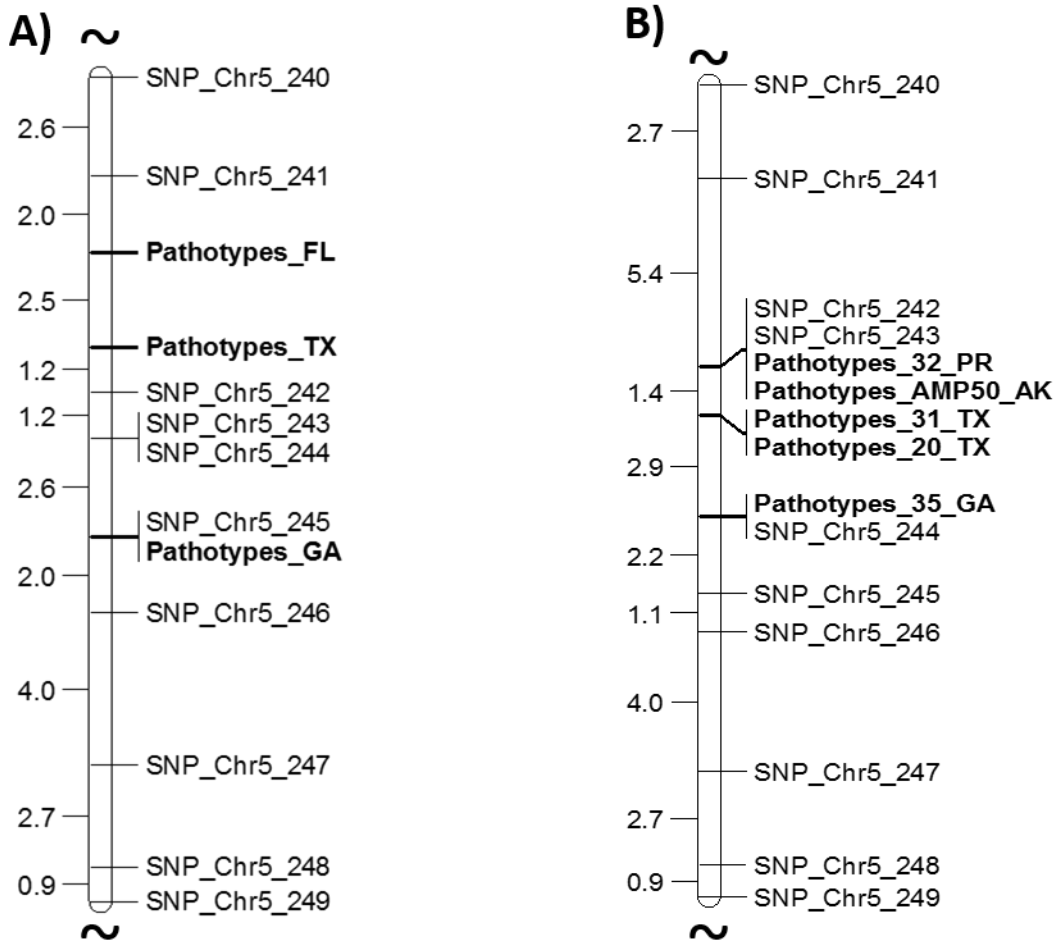 A)
~
SNP_Chr5_240
2.6
SNP_Chr5_241
2.0
Pathotypes_FL
2.5
Pathotypes_TX
1.2
SNP_Chr5_242
1.2
SNP_Chr5_243
SNP_Chr5_244
2.6
SNP_Chr5_245
Pathotypes_GA
2.0
SNP_Chr5_246
4.0
SNP_Chr5_247
2.7
SNP_Chr5_248
0.9
SNP_Chr5_249
~
B)
~
SNP_Chr5_240
2.7
SNP_Chr5_241
5.4
SNP_Chr5_242
SNP_Chr5_243
Pathotypes_32_PR
1.4 Pathotypes_AMP50_AK
Pathotypes_31_TX
Pathotypes_20_TX
2.9
Pathotypes_35_GA
SNP_Chr5_244
2.2
SNP_Chr5_245
1.1
SNP_Chr5_246
4.0
SNP_Chr5_247
2.7
SNP_Chr5_248
0.9
SNP_Chr5_249
~